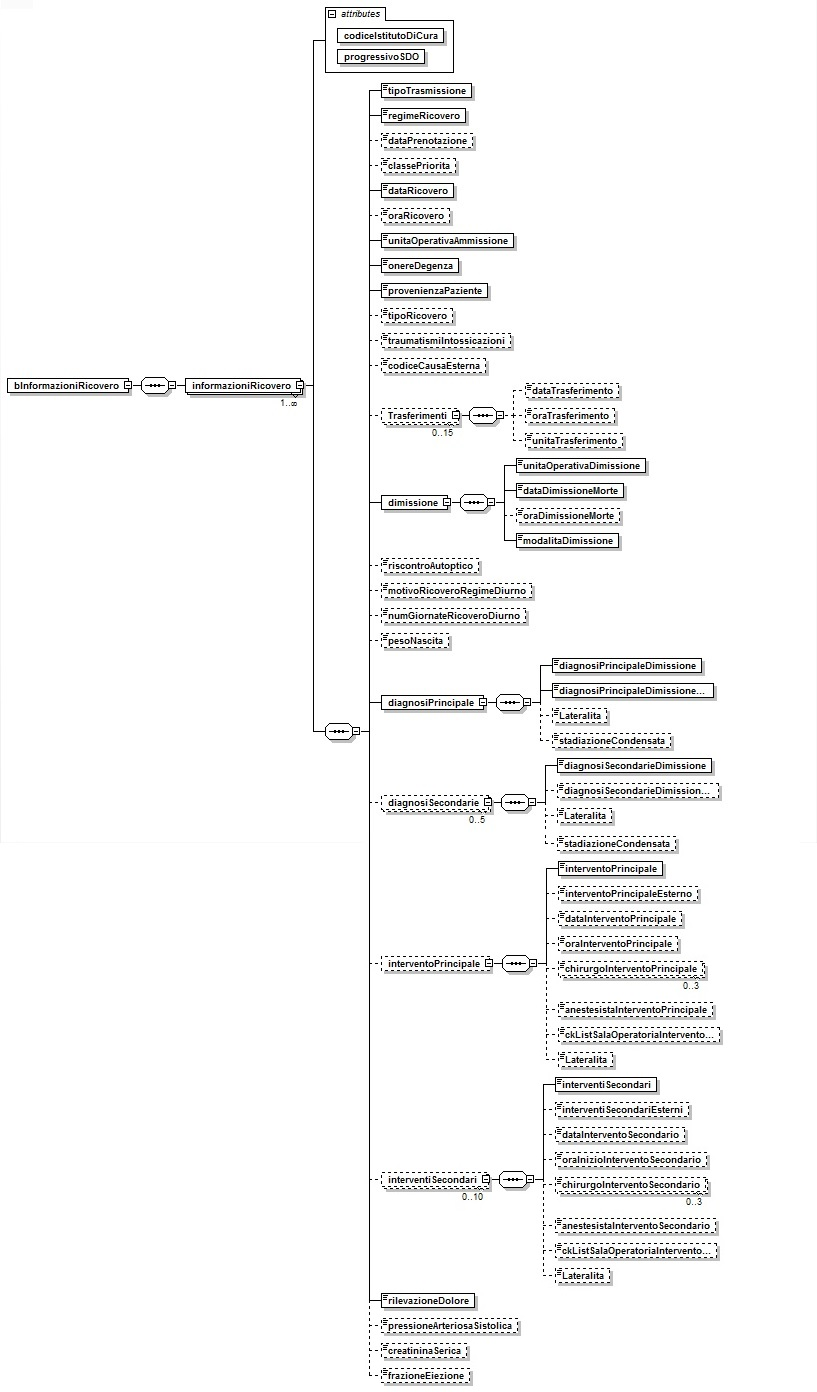 attributes
codiceIstitutoDiCura
progressivoSDO
tipoTrasmissione
regimeRicovero
dataPrenotazione
classePriorita
dataRicovero
oraRicovero
unitaOperativaAmmissione
onereDegenza
provenienzaPaziente
tipoRicovero
traumatismiIntossicazioni
codiceCausaEsterna
bInformazioniRicovero
informazioniRicovero
1..∞
Trasferimenti
0..15
dataTrasferimento
oraTrasferimento
unitaTrasferimento
dimissione
unitaOperativaDimissione
dataDimissioneMorte
oraDimissioneMorte
modalitaDimissione
riscontroAutoptico
motivoRicoveroRegimeDiurno
numGiornateRicoveroDiurno
pesoNascita
diagnosiPrincipale
diagnosiPrincipaleDimissione
diagnosiPrincipaleDimissione...
Lateralita
stadiazioneCondensata
diagnosiSecondarie
0..5
diagnosiSecondarieDimissione
diagnosiSecondarieDimission...
Lateralita
stadiazioneCondensata
interventoPrincipale
interventoPrincipale
interventoPrincipaleEsterno
dataInterventoPrincipale
oraInterventoPrincipale
chirurgoInterventoPrincipale
0..3
anestesistaInterventoPrincipale
ckListSalaOperatoriaIntervento...
Lateralita
interventiSecondari
0..10
interventiSecondari
interventiSecondariEsterni
dataInterventoSecondario
oraInizioInterventoSecondario
chirurgoInterventoSecondario
0..3
anestesistaInterventoSecondario
ckListSalaOperatoriaIntervento...
Lateralita
rilevazioneDolore
pressioneArteriosaSistolica
creatininaSerica
frazioneEiezione